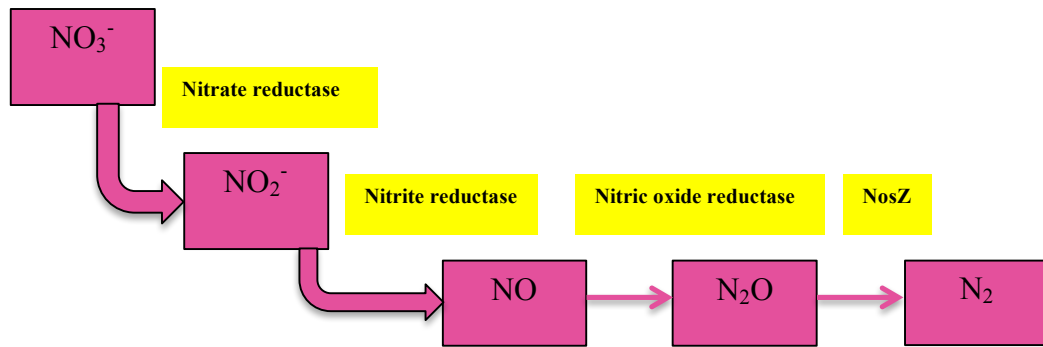 NO₃⁻
Nitrate reductase
NO₂⁻
Nitrite reductase
Nitric oxide reductase
NosZ
NO
N₂O
N₂